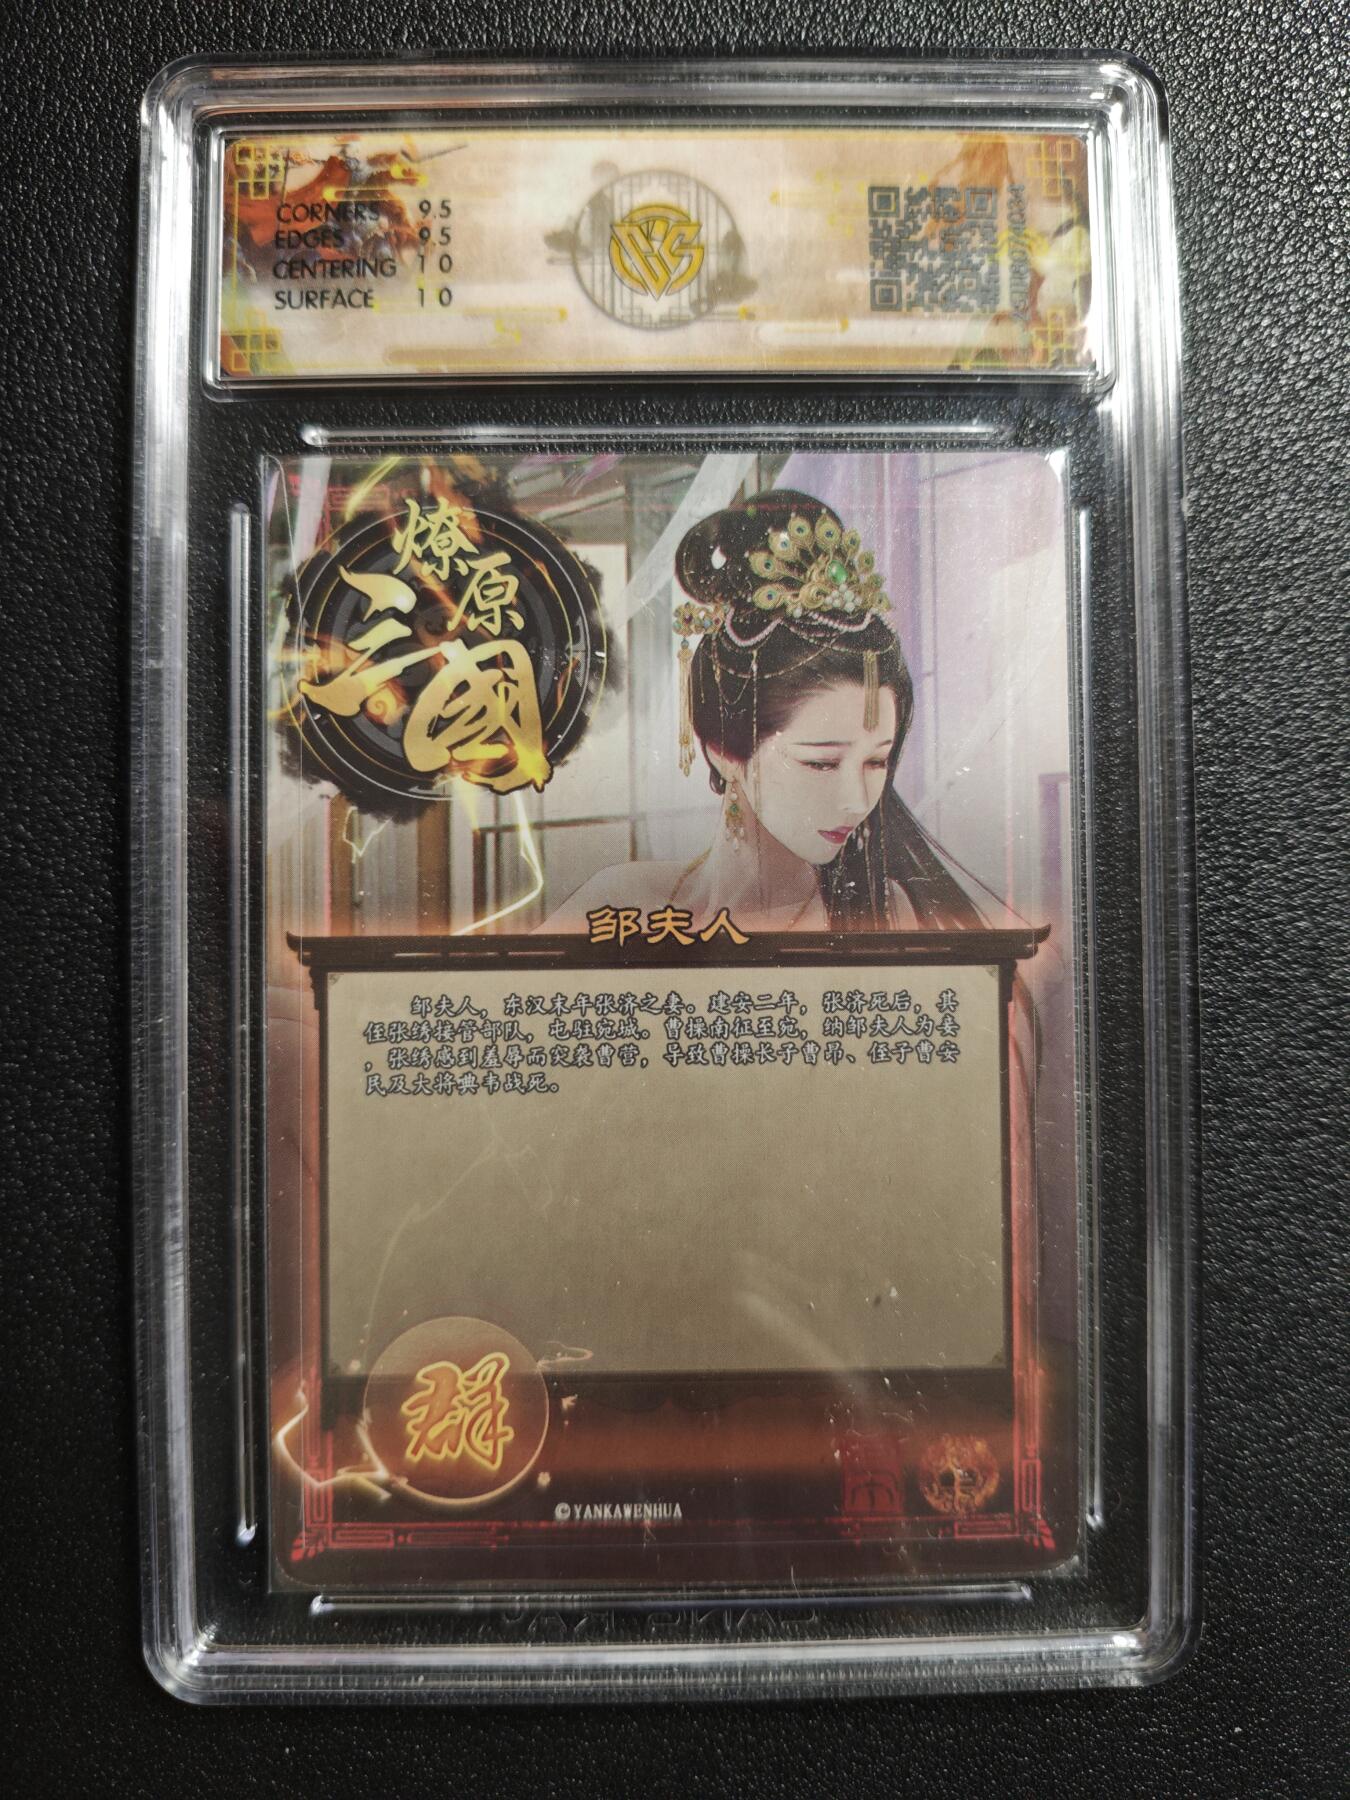 CORNERS 9.5
EDGES 9.5
CENTERING 10
SURFACE 10
燎原
三國
邹夫人
邹夫人，东汉末年张济之妻。建安二年，张济死后，其
侄张绣接管部队，屯驻宛城。曹操南征至宛，纳邹夫人为妾
，张绣感到羞辱而突袭曹营，导致曹操长子曹昂、侄子曹安
民及大将典韦战死。
群
©YANKAWENHUA